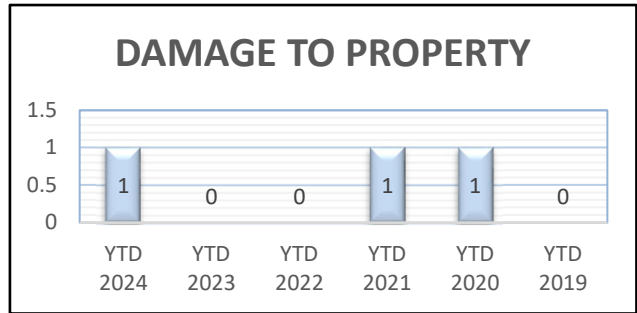 DAMAGE TO PROPERTY
1.5
1
0.5
0
1 0 0 1 1 0
YTD YTD YTD YTD YTD YTD
2024 2023 2022 2021 2020 2019